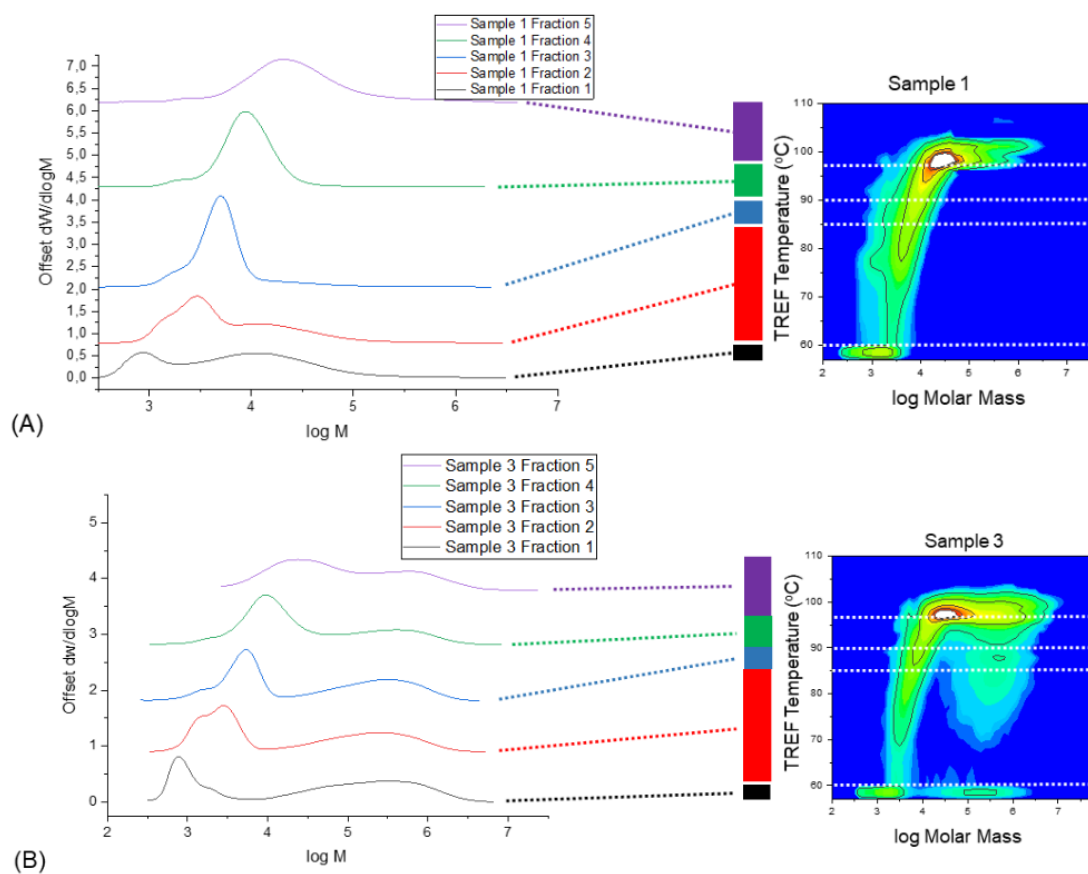 Sample 1 Fraction 5
Sample 1 Fraction 4
Sample 1 Fraction 3
Sample 1 Fraction 2
Sample 1 Fraction 1
7,0
6,5
6,0
5,5
5,0
4,5
4,0
3,5
3,0
2,5
2,0
1,5
1,0
0,5
0,0
Offset dW/dlogM
3 4 5 6 7
log M
(A)
Sample 1
110
100
90
80
70
60
TREF Temperature (ºC)
2 3 4 5 6 7
log Molar Mass
Sample 3 Fraction 5
Sample 3 Fraction 4
Sample 3 Fraction 3
Sample 3 Fraction 2
Sample 3 Fraction 1
5
4
3
2
1
0
Offset dw/dlogM
2 3 4 5 6 7
log M
(B)
Sample 3
110
100
90
80
70
60
TREF Temperature (ºC)
2 3 4 5 6 7
log Molar Mass